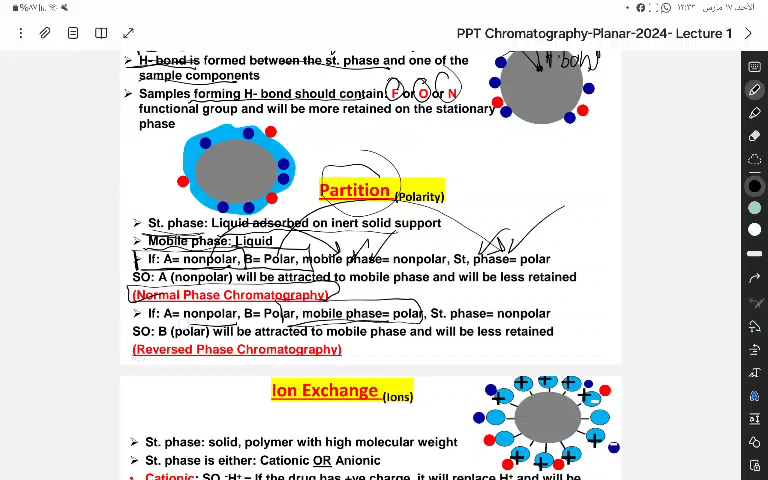 %٨٧
١٢:٣٣ الأحد، ١٧ مارس
PPT Chromatography-Planar-2024- Lecture 1
H- bond is formed between the st. phase and one of the
sample components
Samples forming H- bond should contain: F or O or N
functional group and will be more retained on the stationary
phase
Partition (Polarity)
St. phase: Liquid adsorbed on inert solid support
Mobile phase: Liquid
If: A= nonpolar, B= Polar, mobile phase= nonpolar, St, phase= polar
SO: A (nonpolar) will be attracted to mobile phase and will be less retained
(Normal Phase Chromatography)
If: A= nonpolar, B= Polar, mobile phase= polar, St. phase= nonpolar
SO: B (polar) will be attracted to mobile phase and will be less retained
(Reversed Phase Chromatography)
Ion Exchange (Ions)
St. phase: solid, polymer with high molecular weight
St. phase is either: Cationic OR Anionic